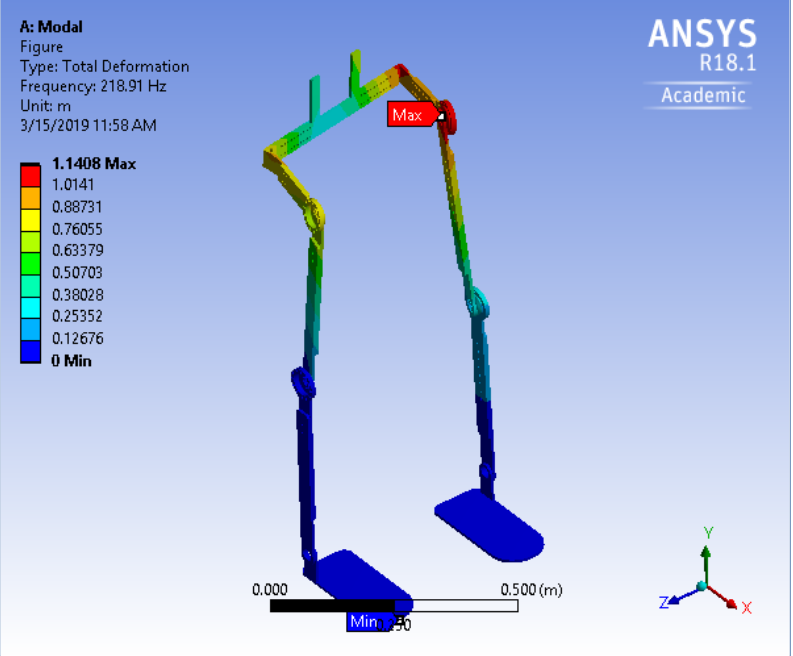 A: Modal
Figure
Type: Total Deformation
Frequency: 218.91 Hz
Unit: m
3/15/2019 11:58 AM
ANSYS
R18.1
Academic
1.1408 Max
1.0141
0.88731
0.76055
0.63379
0.50703
0.38028
0.25352
0.12676
0 Min
Max
0.000
0.500 (m)
Min
0.250
Y
Z
X